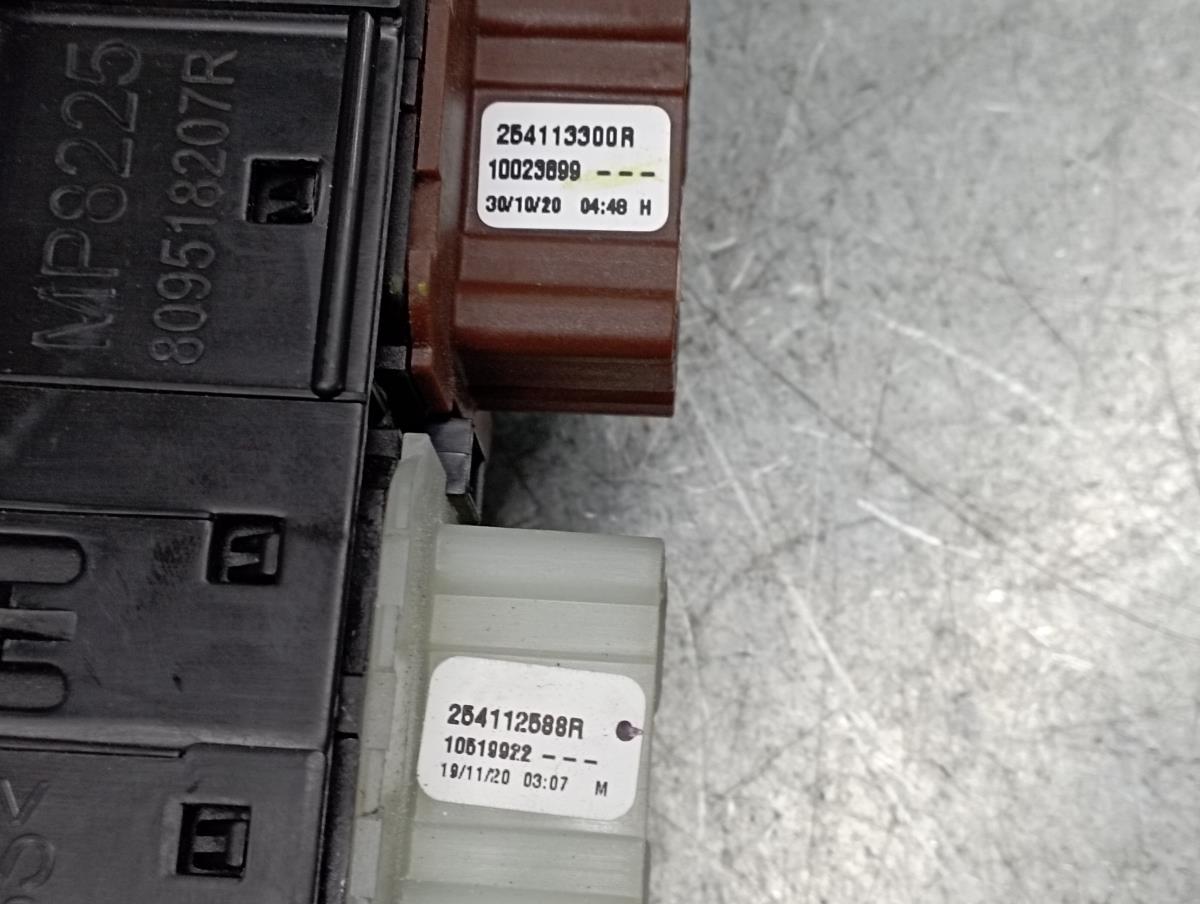 MP8225
809518207R
254113300R
10023899 ---
30/10/20 04:48 H
254112588R
10519922 ---
19/11/20 03:07 M